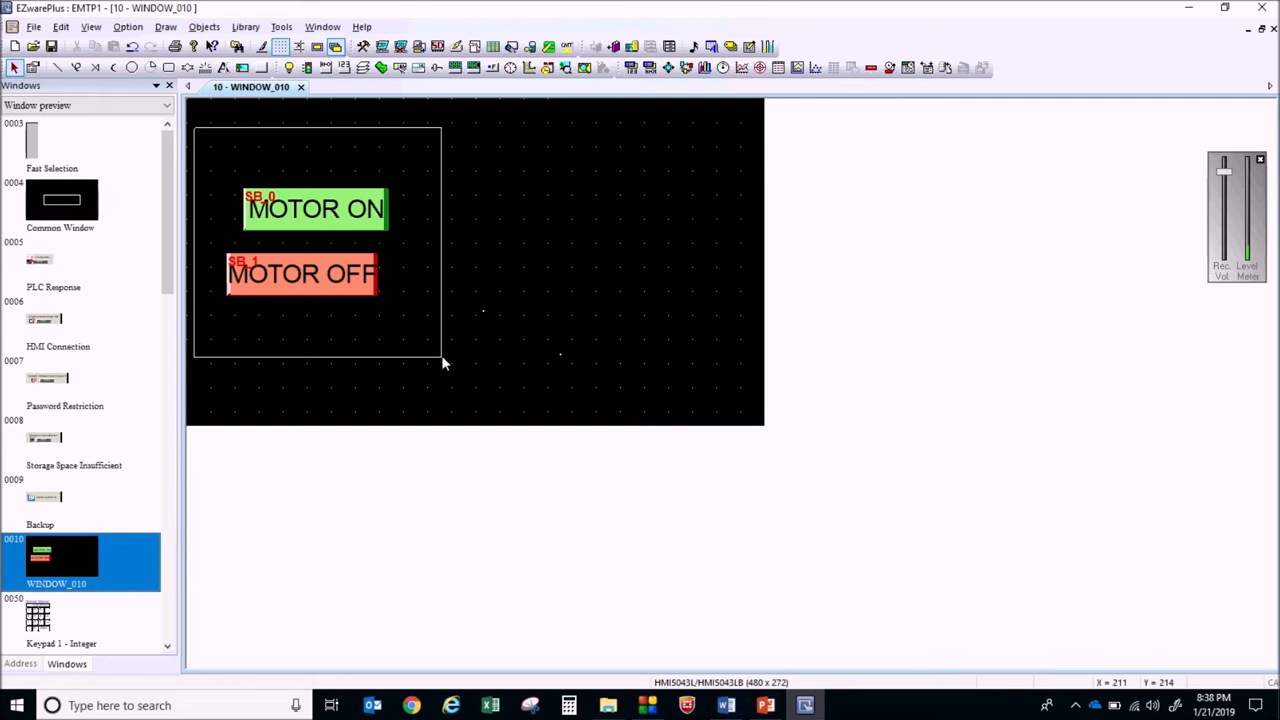 EZwarePlus : EMTP1 - [10 - WINDOW_010 ]
File Edit View Option Draw Objects Library Tools Window Help
Windows
10 - WINDOW_010
Window preview
0003
Fast Selection
0004
Common Window
0005
PLC Response
0006
HMI Connection
0007
Password Restriction
0008
Storage Space Insufficient
0009
Backup
0010
WINDOW_010
0050
Keypad 1 - Integer
Address Windows
SB_0
MOTOR ON
SB_1
MOTOR OFF
Rec. Level
Vol Meter
HMI5043L/HMI5043LB (480 x 272)
X = 211 Y = 214 CA
Type here to search
8:38 PM
1/21/2019